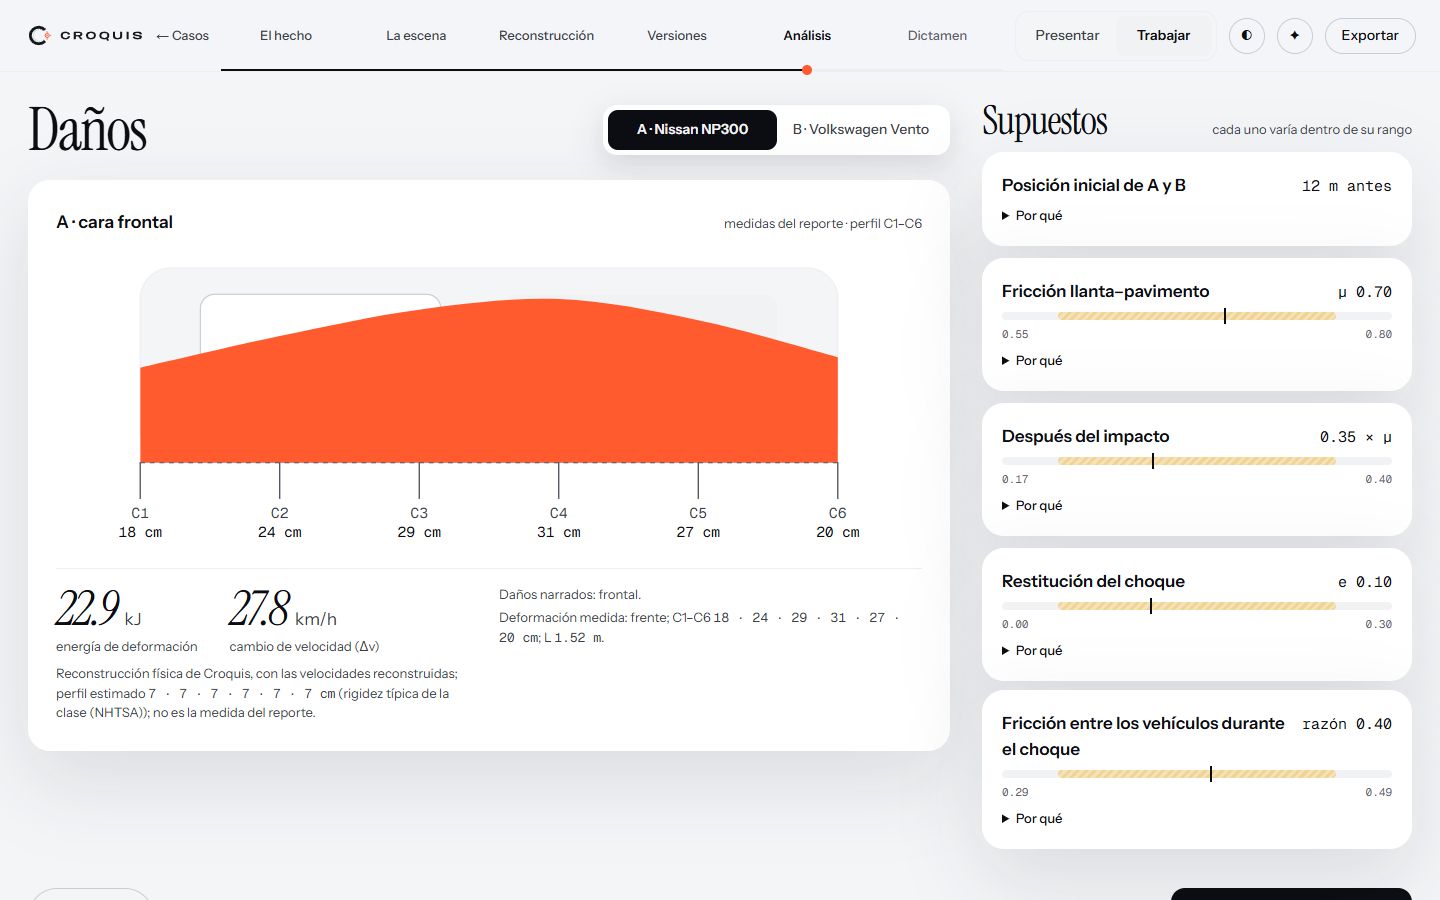 CROQUIS
← Casos
El hecho
La escena
Reconstrucción
Versiones
Análisis
Dictamen
Presentar
Trabajar
Exportar
Daños
A · Nissan NP300
B · Volkswagen Vento
A · cara frontal
medidas del reporte · perfil C1–C6
C1 C2 C3 C4 C5 C6
18 cm 24 cm 29 cm 31 cm 27 cm 20 cm
22.9 kJ
energía de deformación
27.8 km/h
cambio de velocidad (Δv)
Reconstrucción física de Croquis, con las velocidades reconstruidas;
perfil estimado 7 · 7 · 7 · 7 · 7 · 7 cm (rigidez típica de la
clase (NHTSA)); no es la medida del reporte.
Daños narrados: frontal.
Deformación medida: frente; C1–C6 18 · 24 · 29 · 31 · 27 ·
20 cm; L 1.52 m.
Supuestos
cada uno varía dentro de su rango
Posición inicial de A y B
12 m antes
▶ Por qué
Fricción llanta–pavimento
μ 0.70
0.55
0.80
▶ Por qué
Después del impacto
0.35 × μ
0.17
0.40
▶ Por qué
Restitución del choque
e 0.10
0.00
0.30
▶ Por qué
Fricción entre los vehículos durante
el choque
razón 0.40
0.29
0.49
▶ Por qué